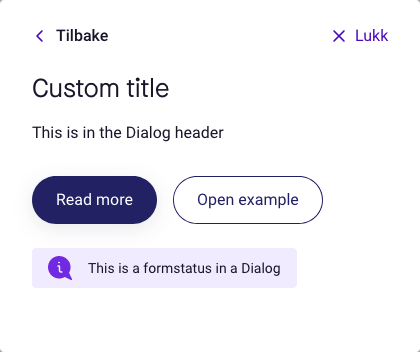 Tilbake
Lukk
Custom title
This is in the Dialog header
Read more
Open example
This is a formstatus in a Dialog